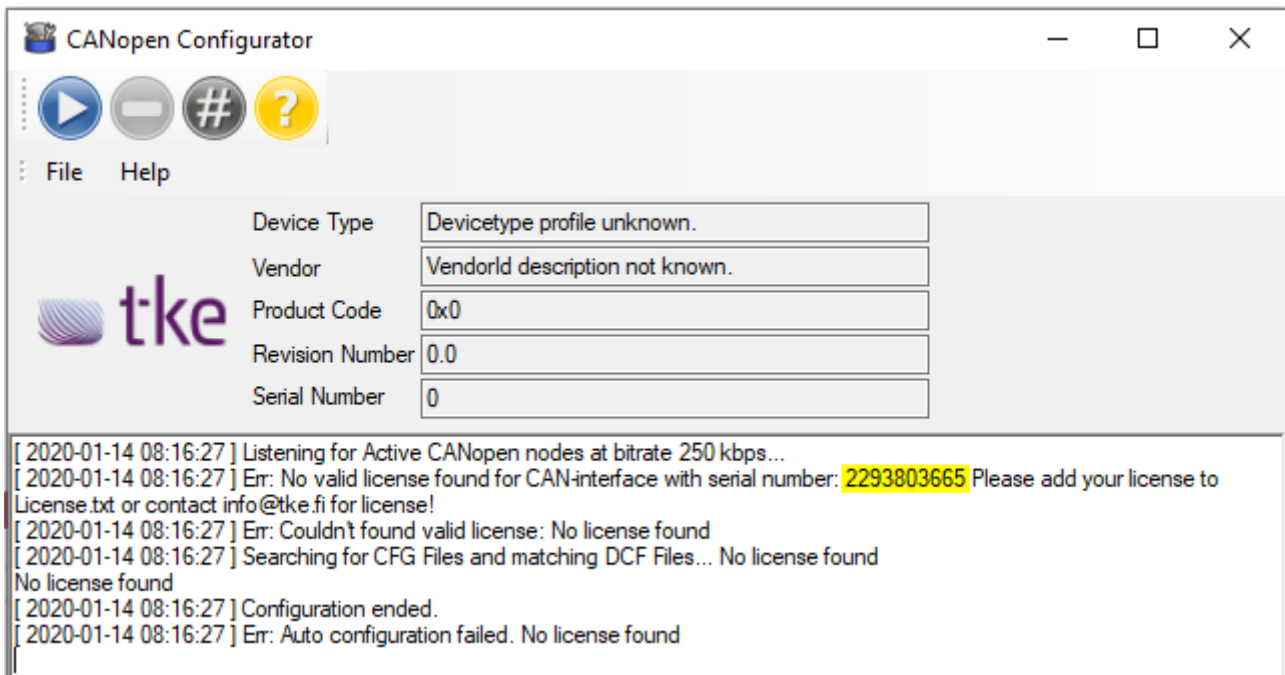 CANopen Configurator
#
?
File Help
Device Type Devicetype profile unknown.
Vendor VendorId description not known.
tke
Product Code 0x0
Revision Number 0.0
Serial Number 0
[ 2020-01-14 08:16:27 ] Listening for Active CANopen nodes at bitrate 250 kbps...
[ 2020-01-14 08:16:27 ] Err: No valid license found for CAN-interface with serial number: 2293803665 Please add your license to
License.txt or contact info@tke.fi for license!
[ 2020-01-14 08:16:27 ] Err: Couldn't found valid license: No license found
[ 2020-01-14 08:16:27 ] Searching for CFG Files and matching DCF Files... No license found
No license found
[ 2020-01-14 08:16:27 ] Configuration ended.
[ 2020-01-14 08:16:27 ] Err: Auto configuration failed. No license found